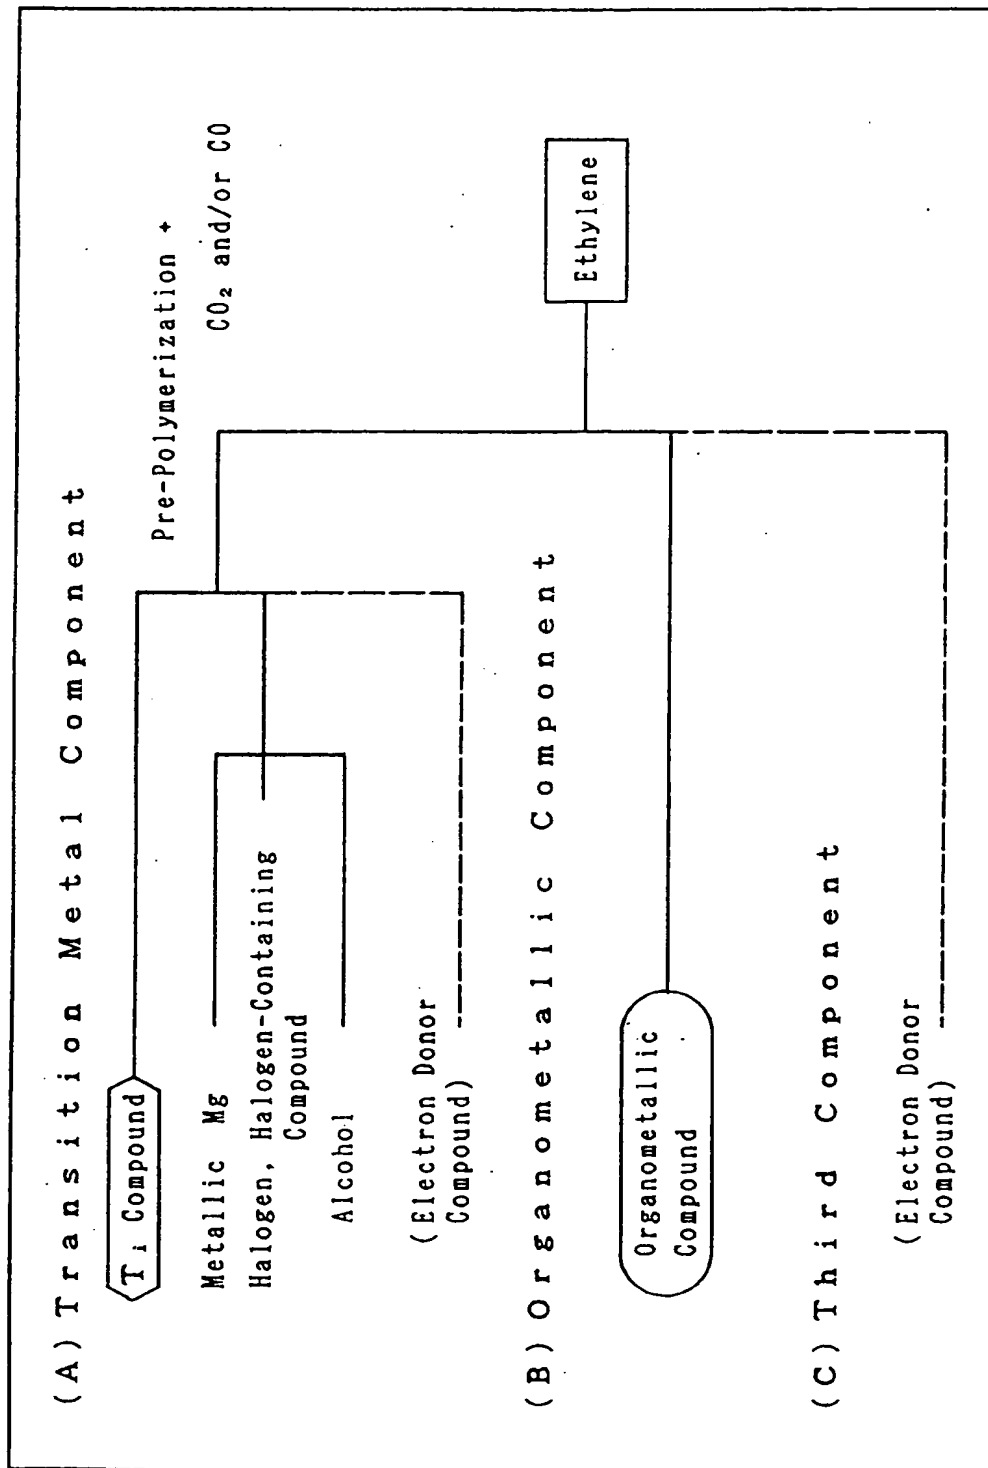 (A) Transition Metal Component
Ti Compound
Pre-Polymerization +
CO₂ and/or CO
Metallic Mg
Halogen, Halogen-Containing
Compound
Alcohol
(Electron Donor
Compound)
Ethylene
(B) Organometallic Component
Organometallic
Compound
(C) Third Component
(Electron Donor
Compound)